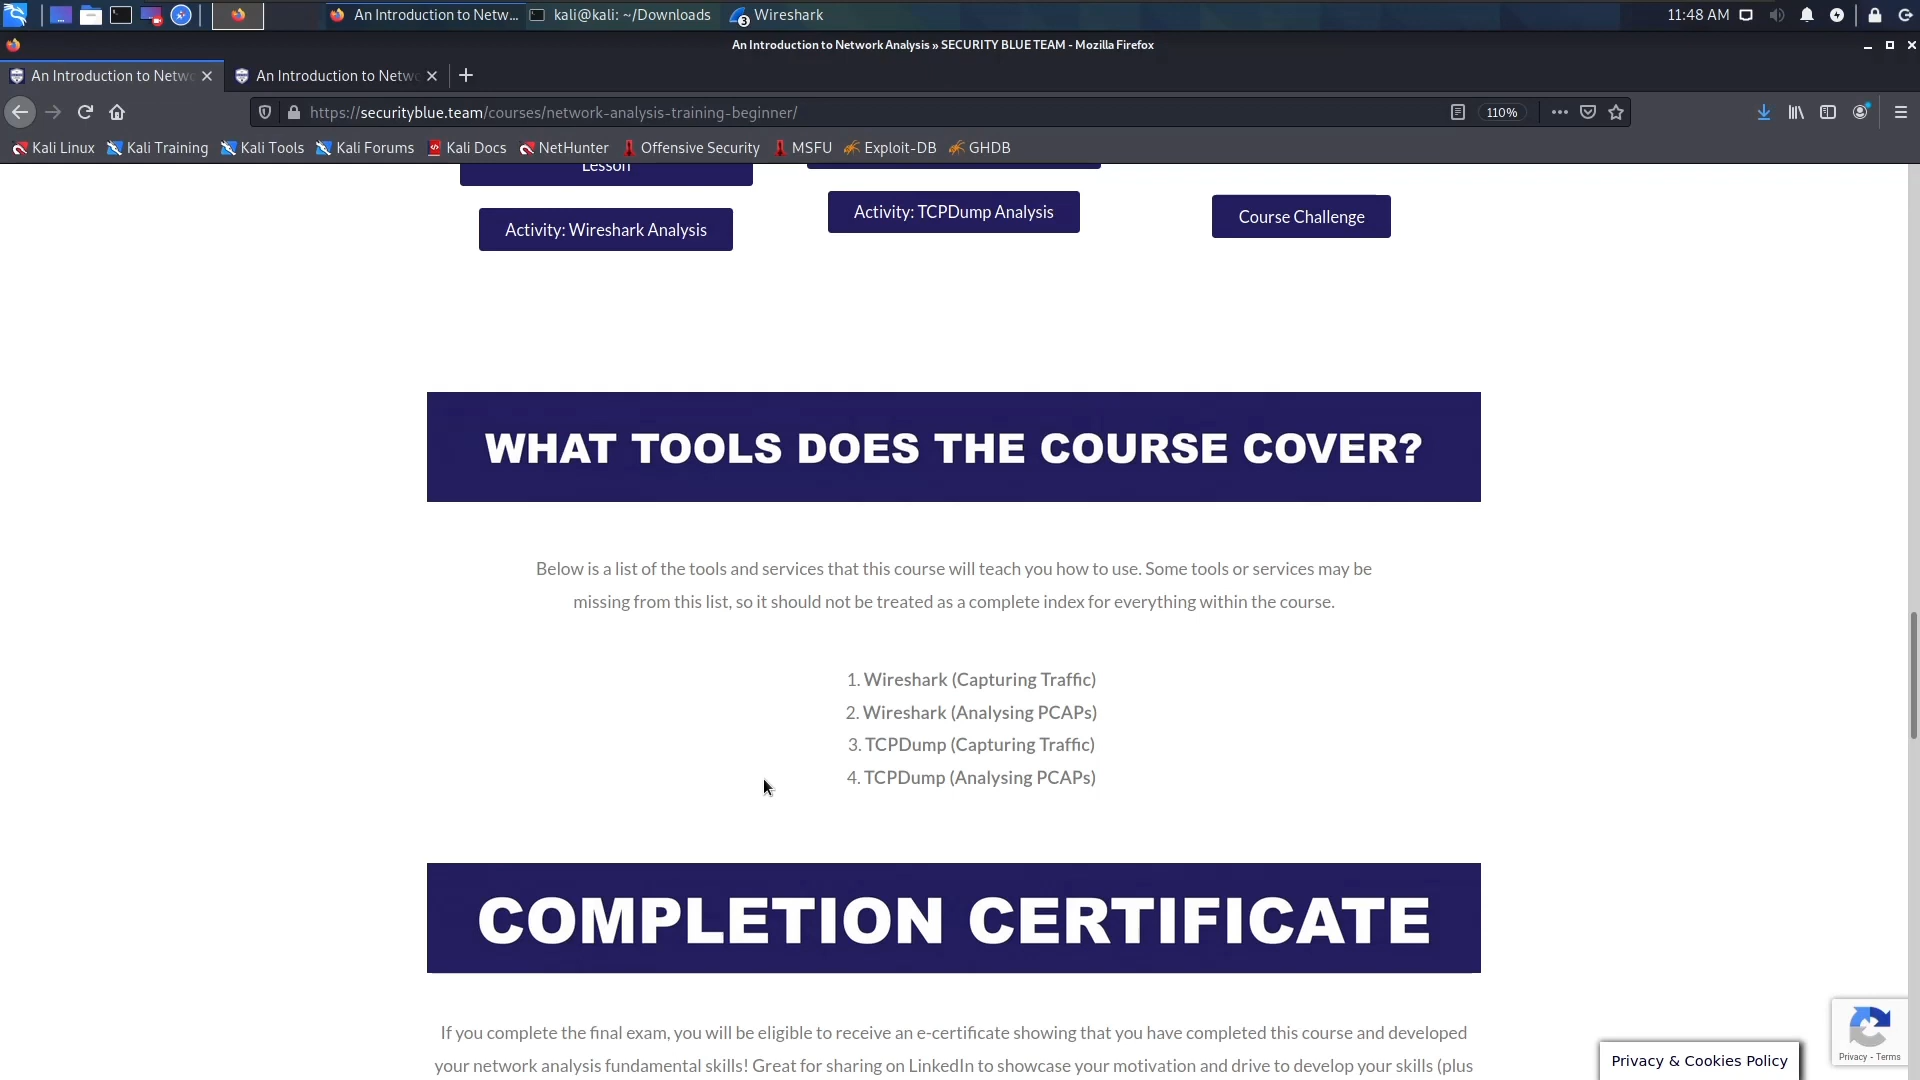 An Introduction to Netw...
kali@kali: ~/Downloads
3
Wireshark
11:48 AM
An Introduction to Network Analysis » SECURITY BLUE TEAM - Mozilla Firefox
An Introduction to Netwo
An Introduction to Netwo
https://securityblue.team/courses/network-analysis-training-beginner/
110%
Kali Linux
Kali Training
Kali Tools
Kali Forums
Kali Docs
NetHunter
Offensive Security
MSFU
Exploit-DB
GHDB
Lesson
Activity: TCPDump Analysis
Course Challenge
Activity: Wireshark Analysis
WHAT TOOLS DOES THE COURSE COVER?
Below is a list of the tools and services that this course will teach you how to use. Some tools or services may be
missing from this list, so it should not be treated as a complete index for everything within the course.
1. Wireshark (Capturing Traffic)
2. Wireshark (Analysing PCAPs)
3. TCPDump (Capturing Traffic)
4. TCPDump (Analysing PCAPs)
COMPLETION CERTIFICATE
If you complete the final exam, you will be eligible to receive an e-certificate showing that you have completed this course and developed
your network analysis fundamental skills! Great for sharing on LinkedIn to showcase your motivation and drive to develop your skills (plus
Privacy - Terms
Privacy & Cookies Policy